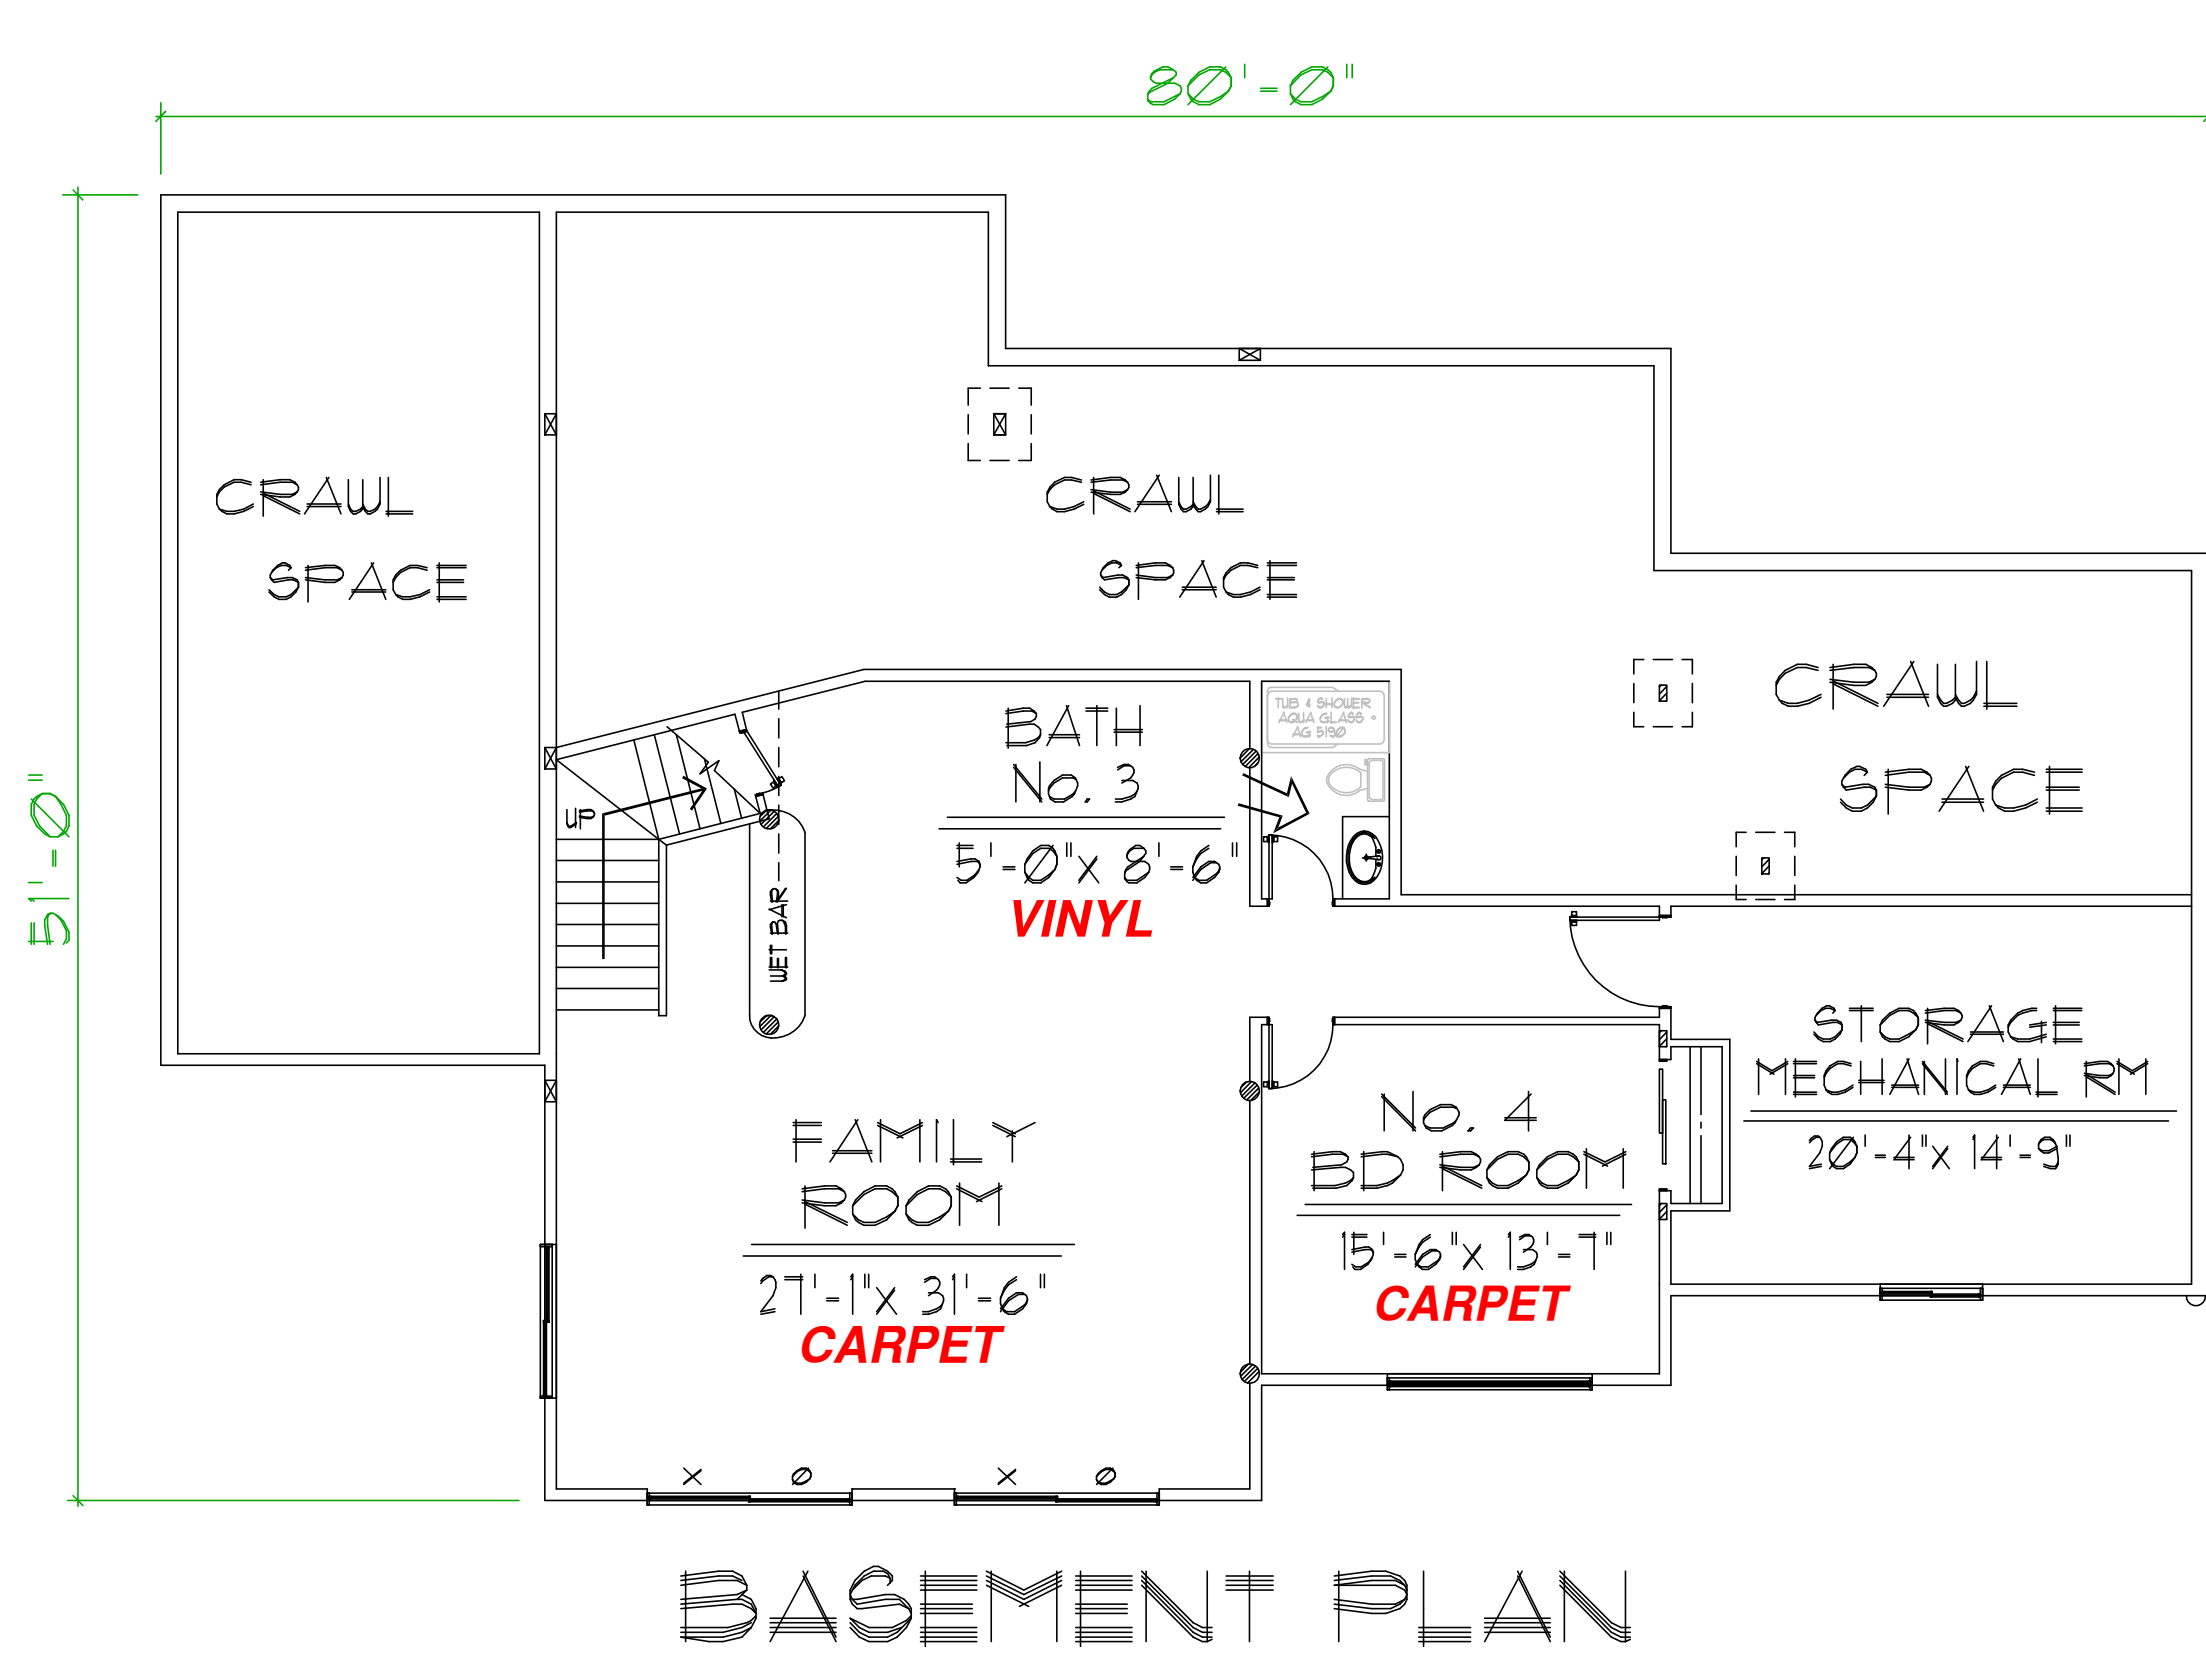 80'-0"
51'-0"
CRAWL
SPACE
CRAWL
SPACE
CRAWL
SPACE
BATH
No. 3
5'-0"x 8'-6"
VINYL
TUB & SHOWER
AQUA GLASS
AG 5190
UP
WET BAR
STORAGE
MECHANICAL RM
20'-4"x 14'-9"
FAMILY
ROOM
27'-1"x 31'-6"
CARPET
No. 4
BD ROOM
15'-6"x 13'-7"
CARPET
X O X O
BASEMENT PLAN